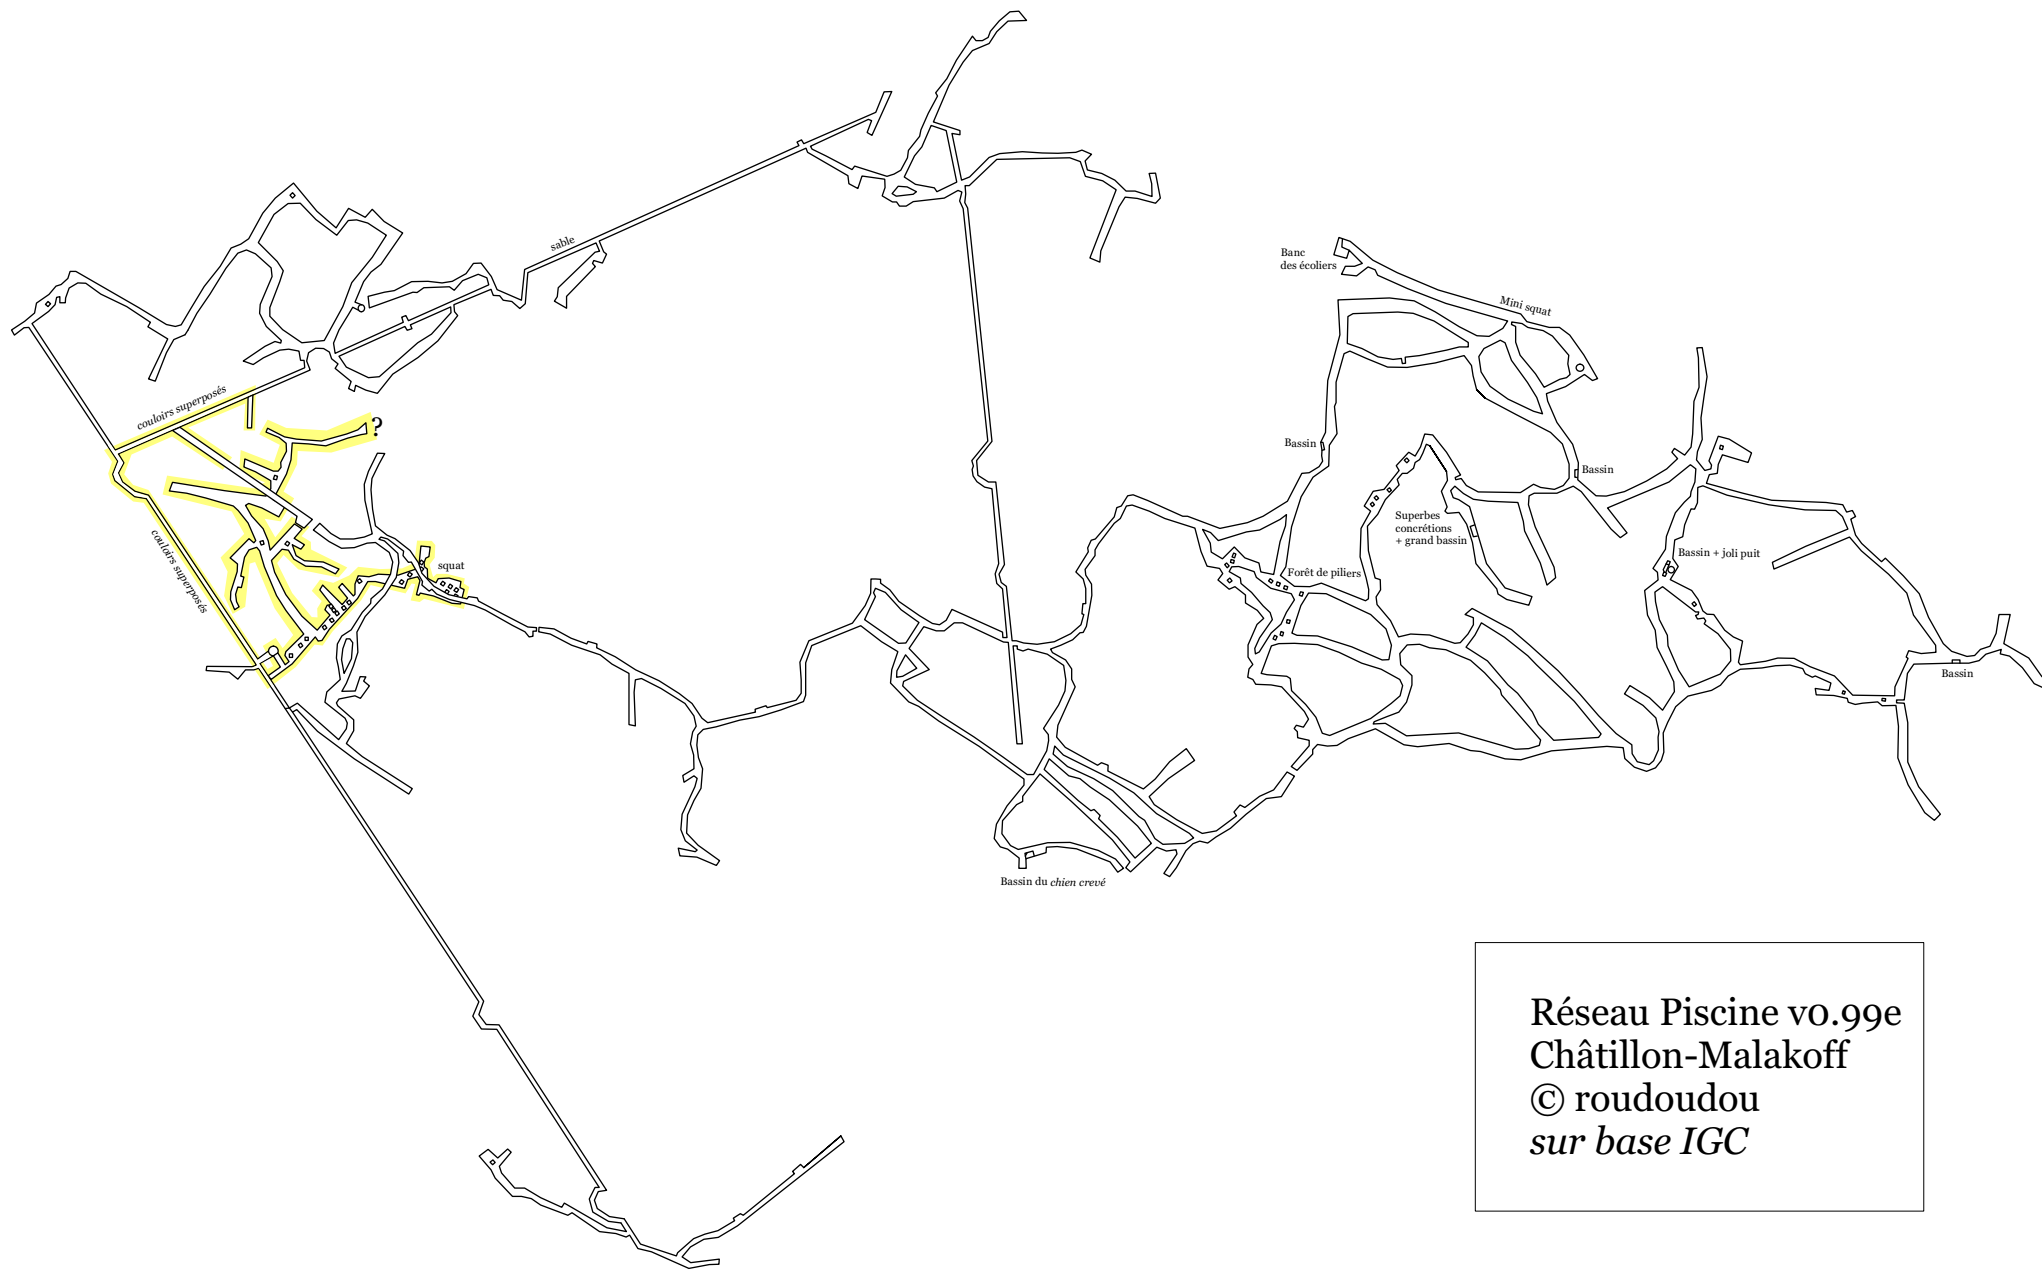 sable
Banc
des écoliers
Mini squat
couloirs superposés
?
Bassin
Bassin
Superbes
concrétions
+ grand bassin
Bassin + joli puit
couloirs superposés
squat
Forêt de piliers
Bassin
Bassin du chien crevé
Réseau Piscine v0.99e
Châtillon-Malakoff
© roudoudou
sur base IGC